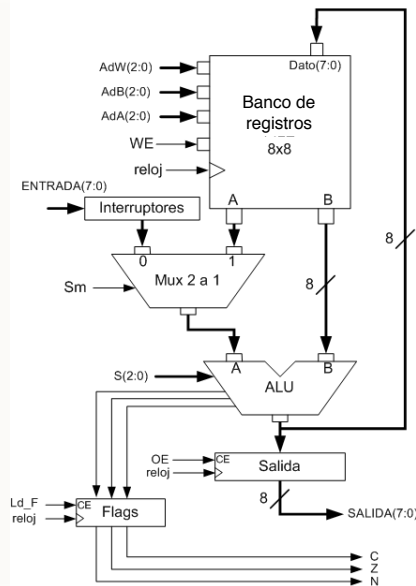 Dato(7:0)
AdW(2:0)
AdB(2:0)
AdA(2:0)
Banco de
registros
8x8
WE
reloj
ENTRADA(7:0)
Interruptores
A
B
0
1
Mux 2 a 1
Sm
8
8
S(2:0)
A
B
ALU
OE
CE
reloj
Salida
8
SALIDA(7:0)
Ld_F
CE
reloj
Flags
C
Z
N